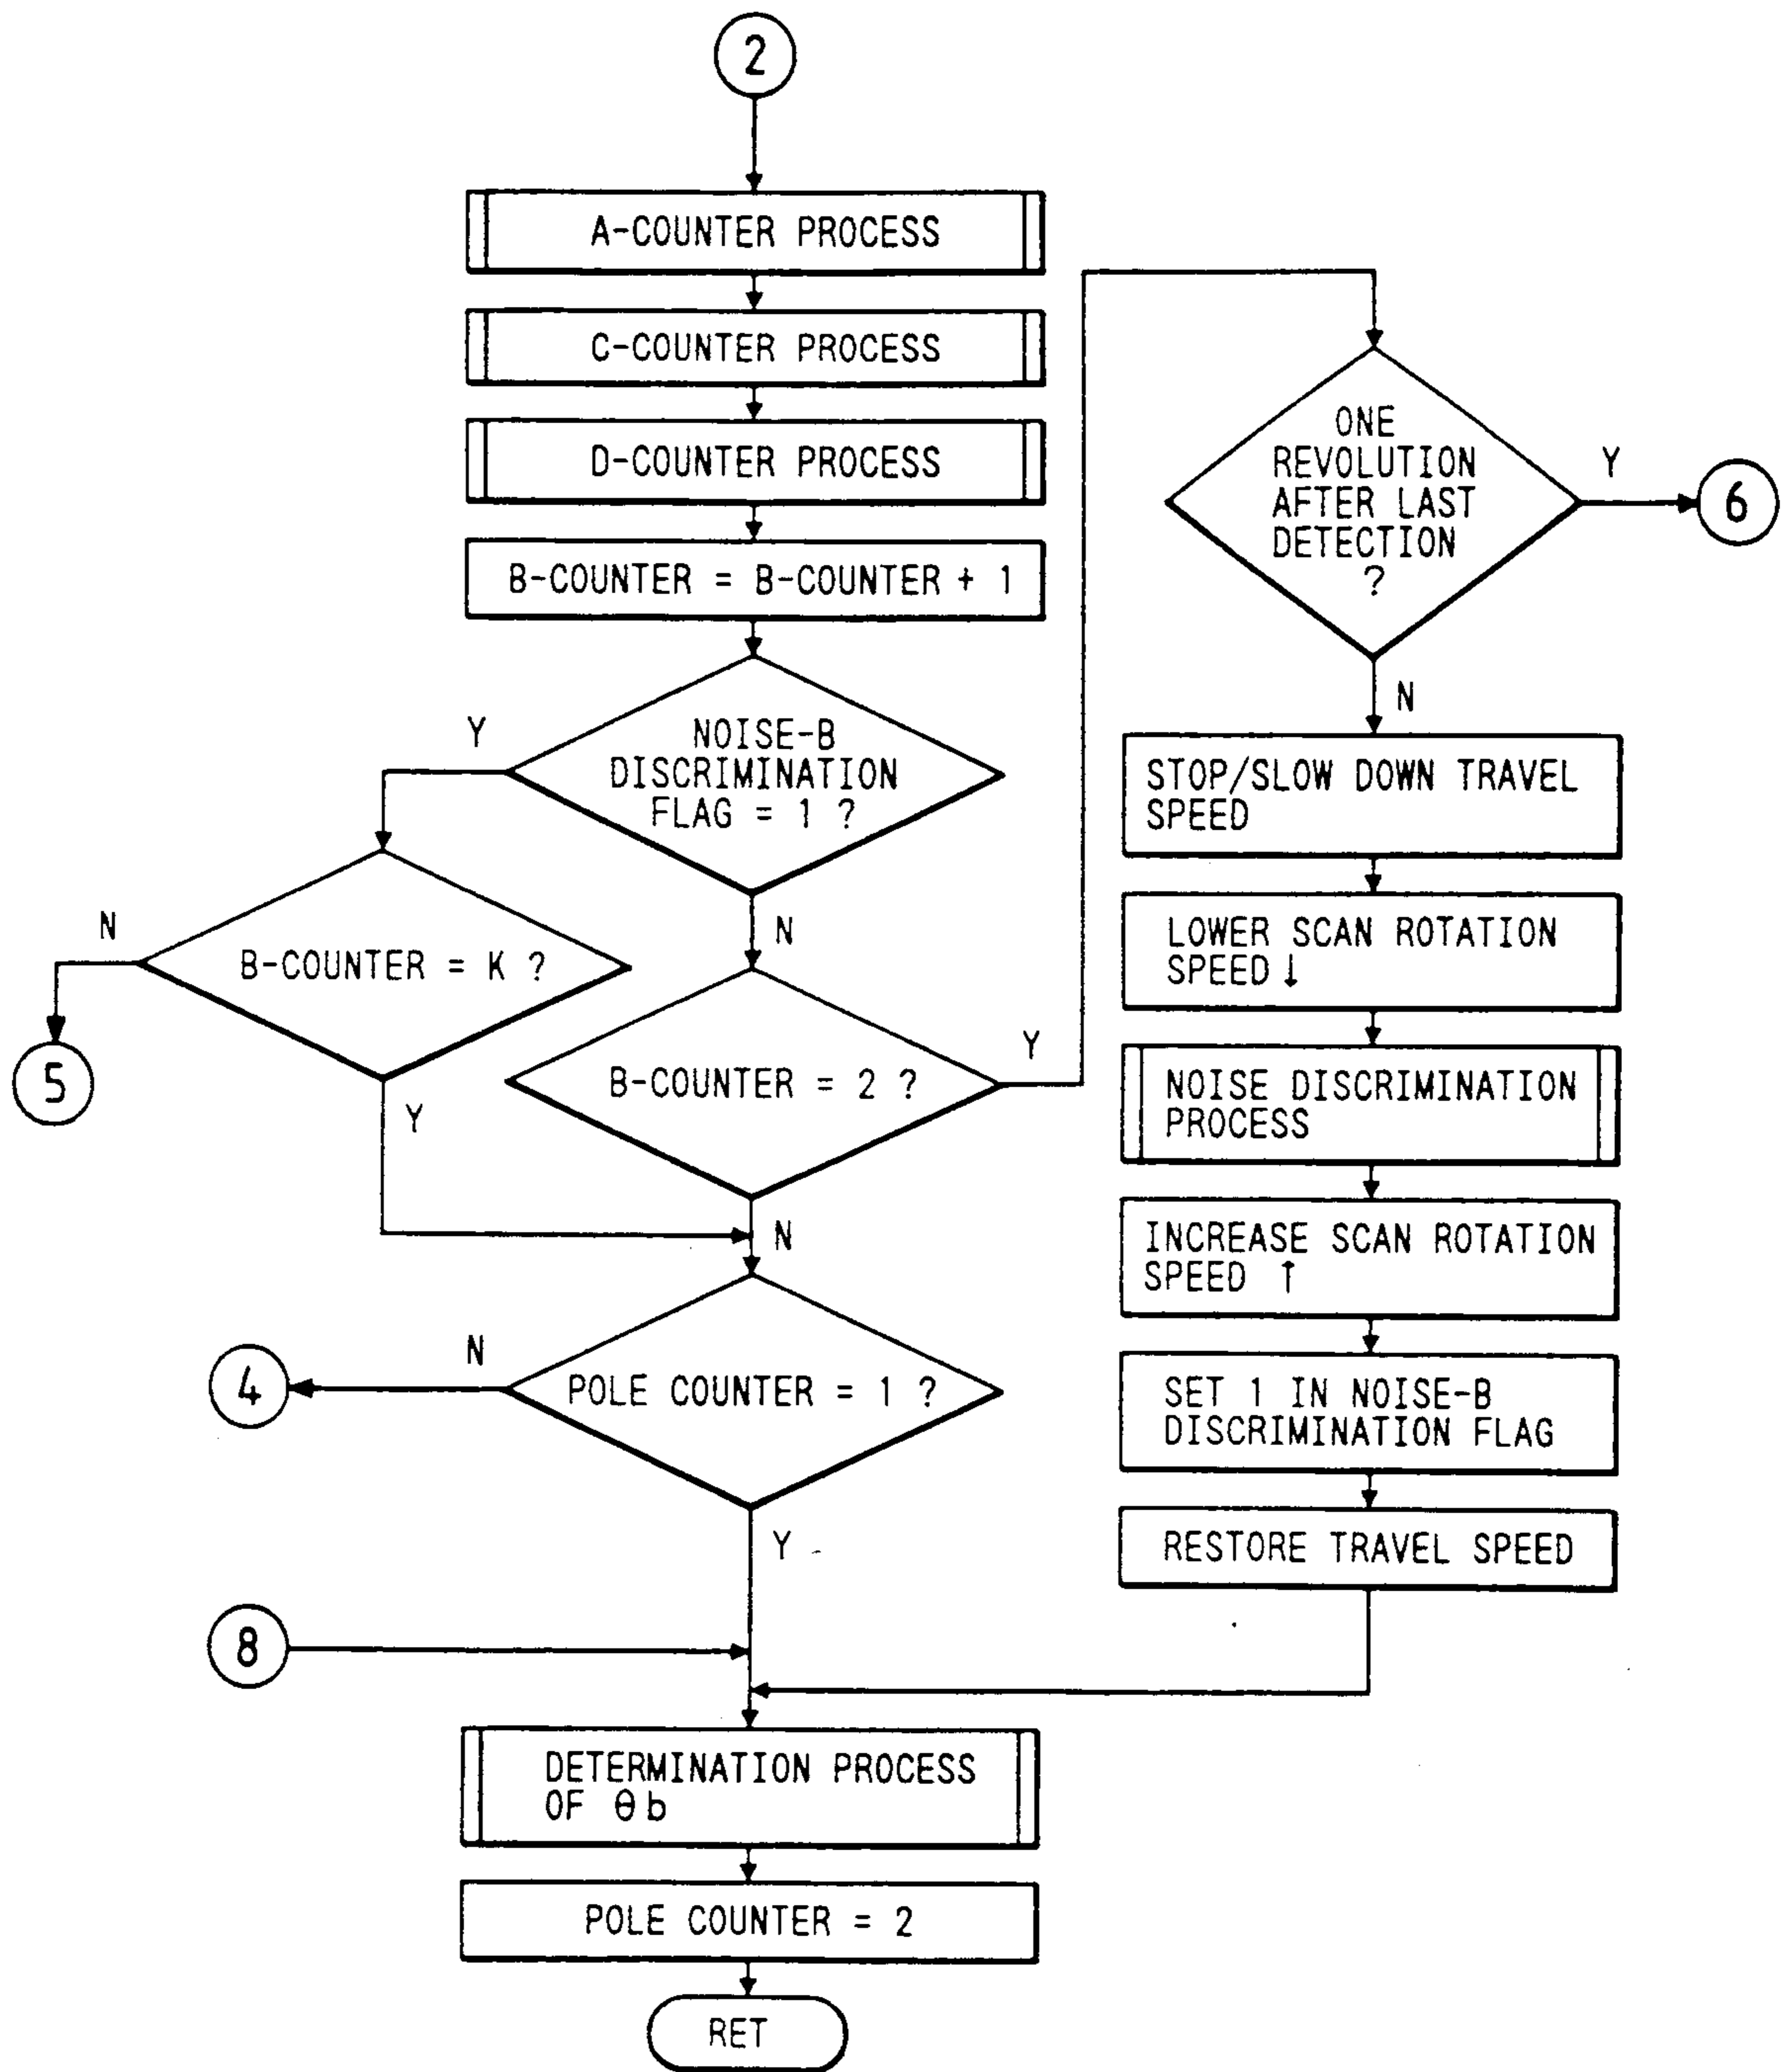 2
A-COUNTER PROCESS
C-COUNTER PROCESS
D-COUNTER PROCESS
B-COUNTER = B-COUNTER + 1
NOISE-B
DISCRIMINATION
FLAG = 1 ?
Y
N
B-COUNTER = K ?
N
5
Y
B-COUNTER = 2 ?
Y
N
POLE COUNTER = 1 ?
N
4
Y
8
ONE
REVOLUTION
AFTER LAST
DETECTION
?
Y
6
N
STOP/SLOW DOWN TRAVEL
SPEED
LOWER SCAN ROTATION
SPEED ↓
NOISE DISCRIMINATION
PROCESS
INCREASE SCAN ROTATION
SPEED ↑
SET 1 IN NOISE-B
DISCRIMINATION FLAG
RESTORE TRAVEL SPEED
DETERMINATION PROCESS
OF θb
POLE COUNTER = 2
RET